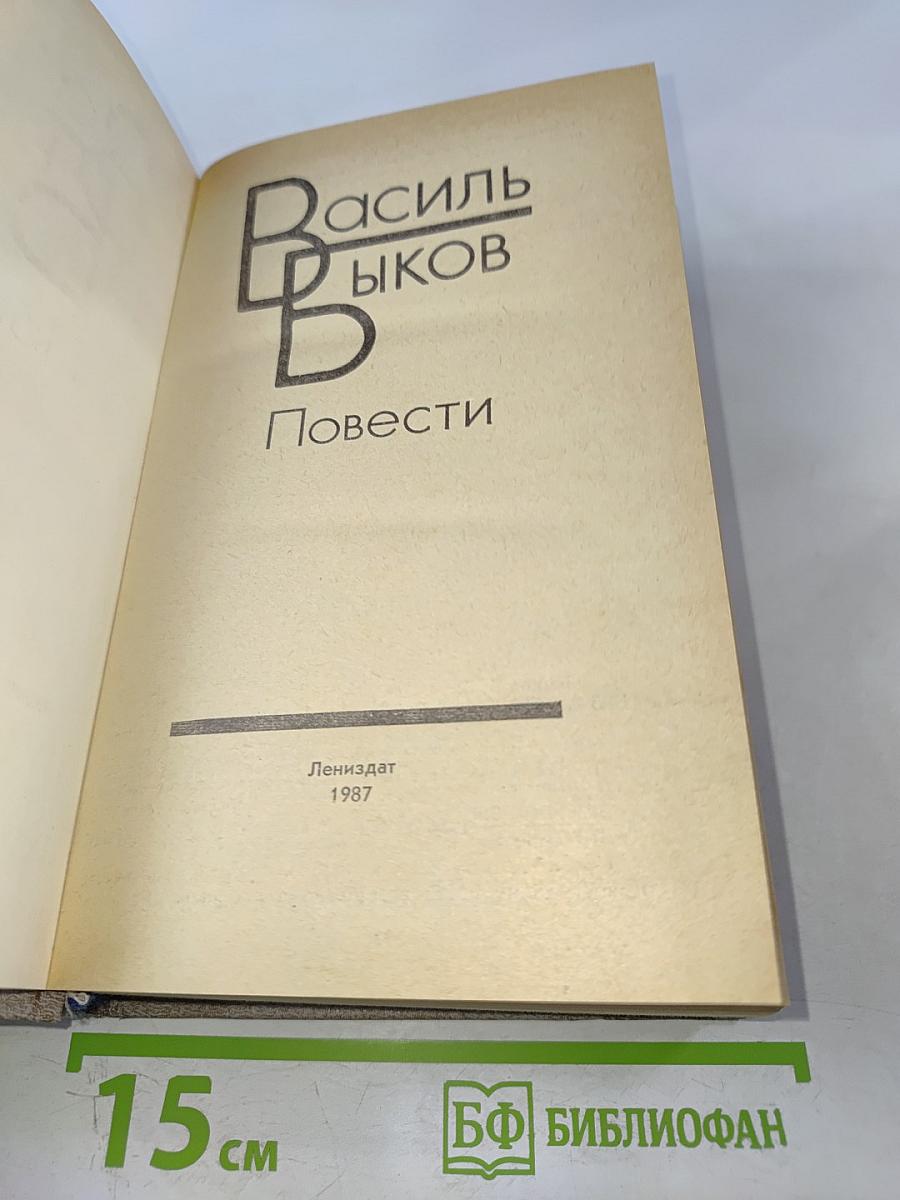 Василь
Быков
Повести
Лениздат
1987
15 см
БФ БИБЛИОФАН